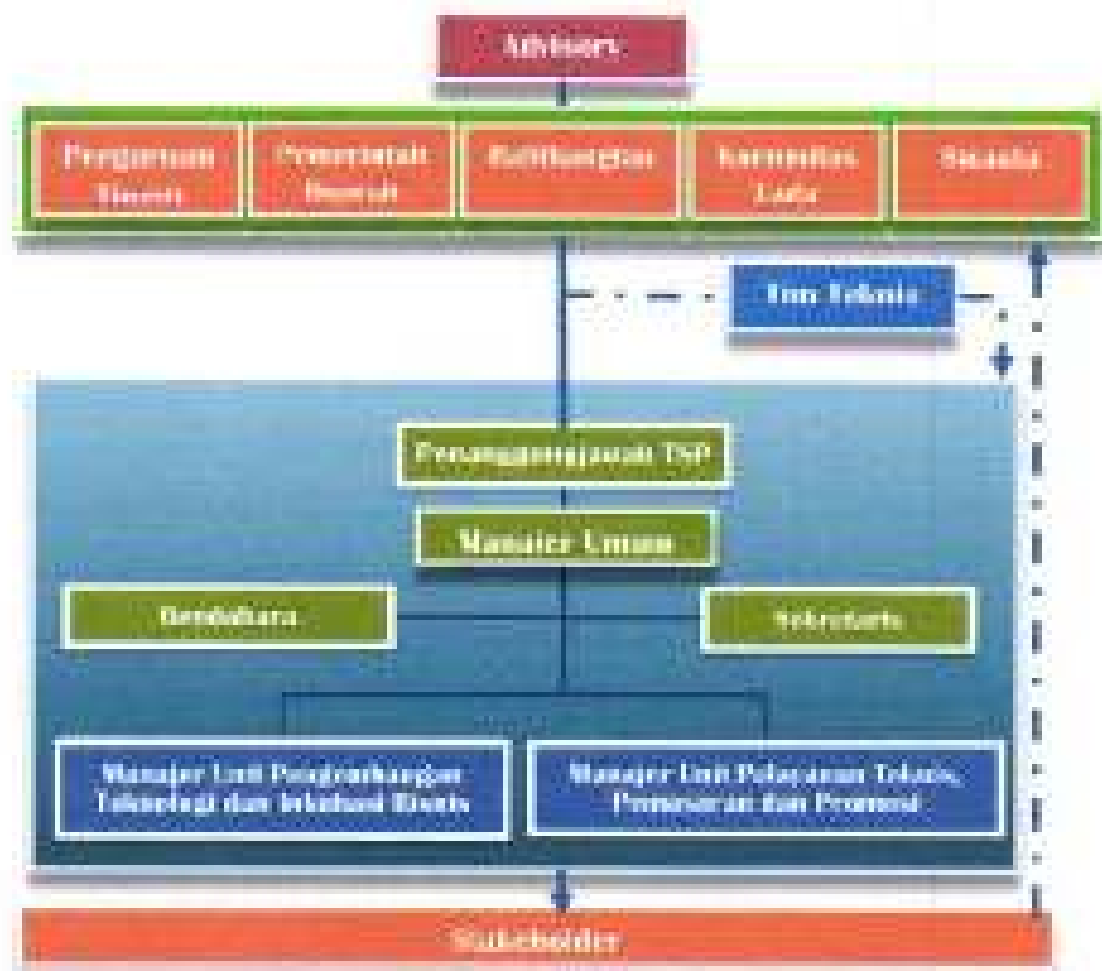 Advisory
Perguruan
Tinggi
Pemerintah
Daerah
Balitbangtan
Komunitas
Lada
Swasta
Tim Teknis
Penanggungjawab TSP
Manajer Umum
Bendahara
Sekretaris
Manajer Unit Pengembangan
Teknologi dan Inkubasi Bisnis
Manajer Unit Pelayanan Teknis,
Pemasaran dan Promosi
Stakeholder